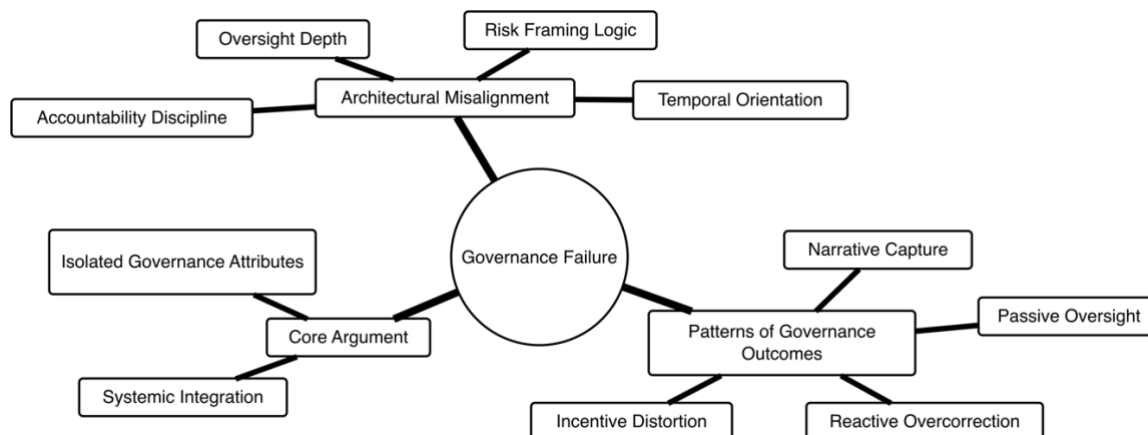 Risk Framing Logic
Oversight Depth
Architectural Misalignment
Temporal Orientation
Accountability Discipline
Governance Failure
Isolated Governance Attributes
Core Argument
Systemic Integration
Narrative Capture
Passive Oversight
Patterns of Governance
Outcomes
Incentive Distortion
Reactive Overcorrection